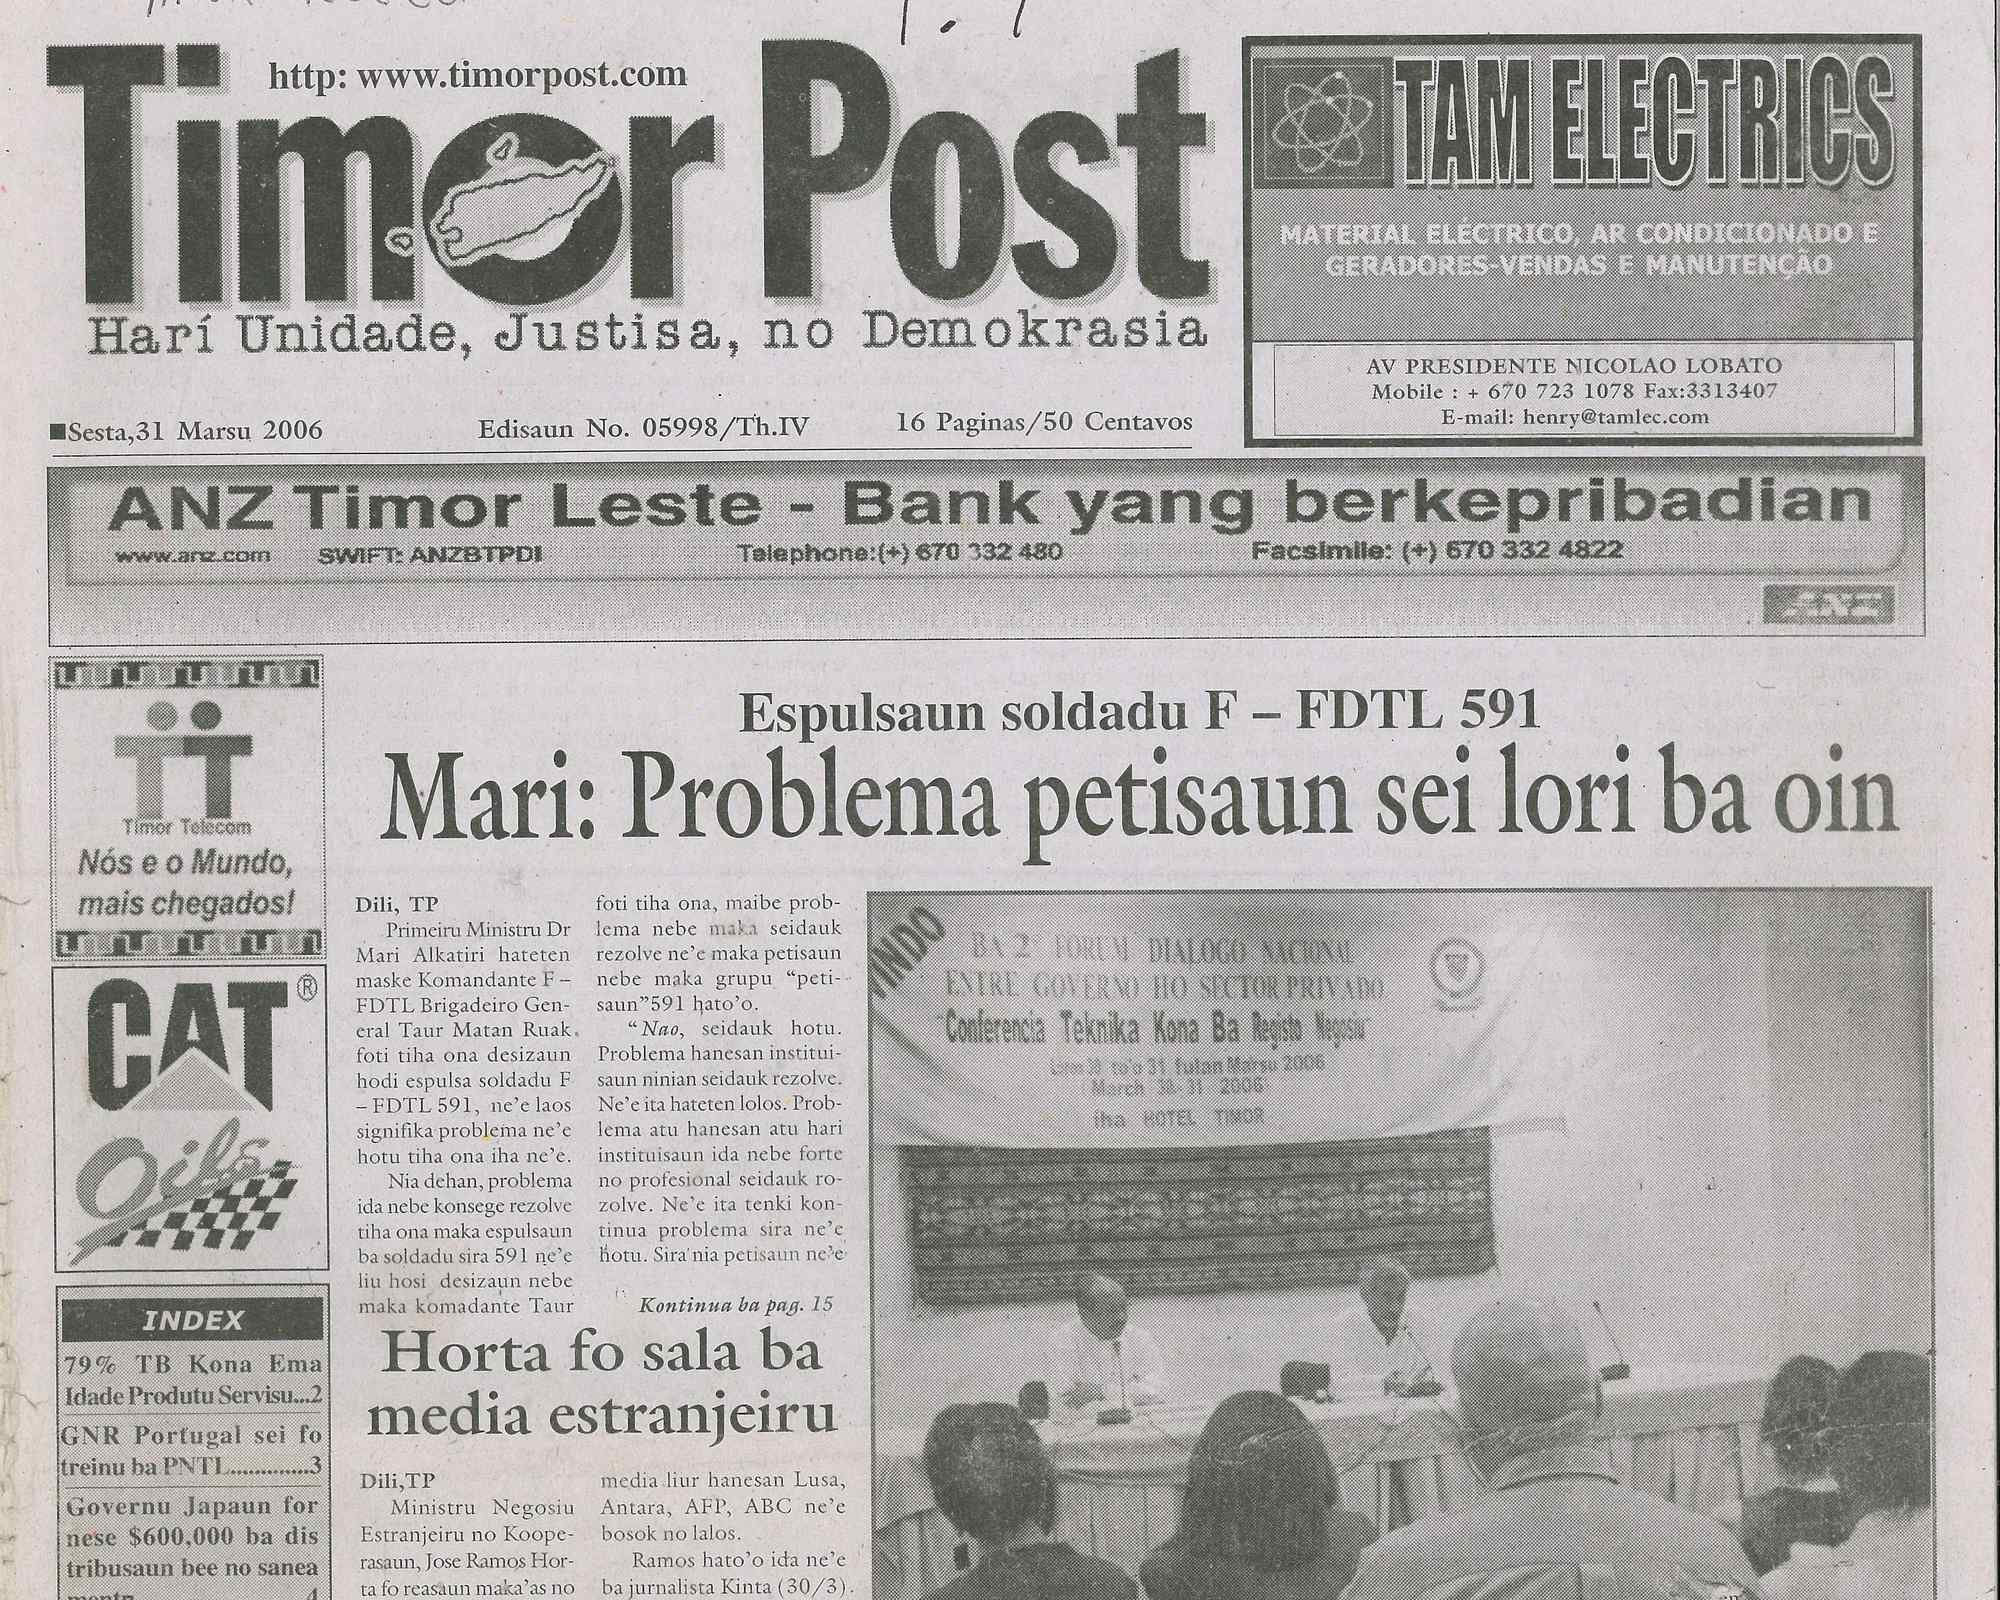 http: www.timorpost.com
Timor Post
Harí Unidade, Justisa, no Demokrasia
Sesta,31 Marsu 2006
Edisaun No. 05998/Th.IV
16 Paginas/50 Centavos
TAM ELECTRICS
MATERIAL ELÉCTRICO, AR CONDICIONADO E
GERADORES-VENDAS E MANUTENÇÃO
AV PRESIDENTE NICOLAO LOBATO
Mobile : + 670 723 1078 Fax:3313407
E-mail: henry@tamlec.com
ANZ Timor Leste - Bank yang berkepribadian
www.anz.com SWIFT: ANZBTPDI Telephone:(+) 670 332 480 Facsimile: (+) 670 332 4822
ANZ
Timor Telecom
Nós e o Mundo,
mais chegados!
CAT®
Oils
INDEX
79% TB Kona Ema
Idade Produtu Servisu...2
GNR Portugal sei fo
treinu ba PNTL.............3
Governu Japaun for
nese $600,000 ba dis
tribusaun bee no sanea
Espulsaun soldadu F – FDTL 591
Mari: Problema petisaun sei lori ba oin
Dili, TP
Primeiru Ministru Dr
Mari Alkatiri hateten
maske Komandante F –
FDTL Brigadeiro Gen-
eral Taur Matan Ruak
foti tiha ona desizaun
hodi espulsa soldadu F
– FDTL 591, ne'e laos
signifika problema ne'e
hotu tiha ona iha ne'e.
Nia dehan, problema
ida nebe konsege rezolve
tiha ona maka espulsaun
ba soldadu sira 591 ne'e
liu hosi desizaun nebe
maka komadante Taur
foti tiha ona, maibe prob-
lema nebe maka seidauk
rezolve ne'e maka petisaun
nebe maka grupu "peti-
saun"591 hato'o.
"Nao, seidauk hotu.
Problema hanesan institui-
saun ninian seidauk rezolve.
Ne'e ita hateten lolos. Prob-
lema atu hanesan atu hari
instituisaun ida nebe forte
no profesional seidauk ro-
zolve. Ne'e ita tenki kon-
tinua problema sira ne'e
hotu. Sira nia petisaun ne'e
Kontinua ba pag. 15
Horta fo sala ba
media estranjeiru
Dili,TP
Ministru Negosiu
Estranjeiru no Koope-
rasaun, Jose Ramos Hor-
ta fo reasaun maka'as no
media liur hanesan Lusa,
Antara, AFP, ABC ne'e
bosok no lalos.
Ramos hato'o ida ne'e
ba jurnalista Kinta (30/3).
BA 2 FORUM DIALOGO NACIONAL
ENTRE GOVERNO HO SECTOR PRIVADO
"Conferencia Teknika Kona Ba Registo Negosiu"
to'o 31 fulan Marsu 2006
March 30-31 2006
iha HOTEL TIMOR